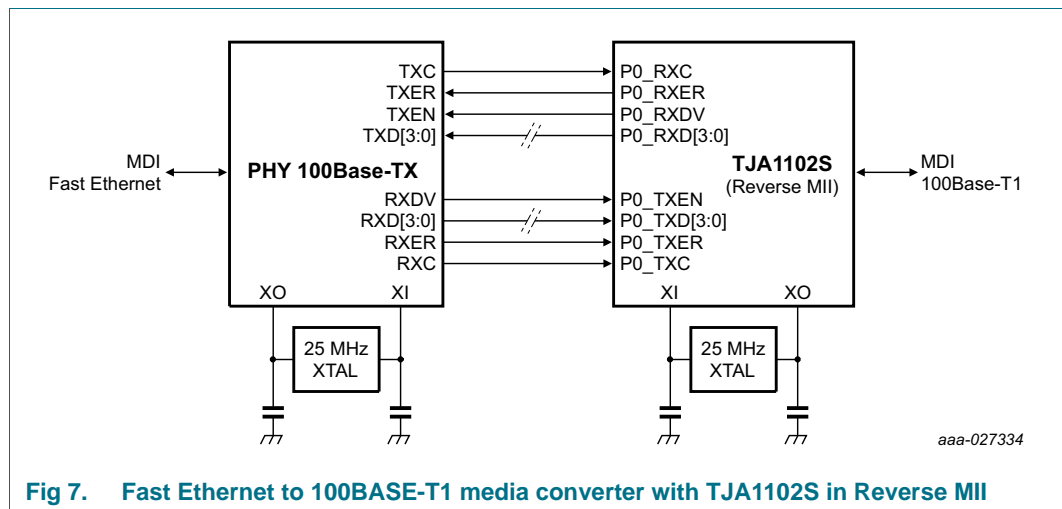 TXC
TXER
TXEN
TXD[3:0]
PHY 100Base-TX
RXDV
RXD[3:0]
RXER
RXC
XO XI
MDI
Fast Ethernet
25 MHz
XTAL
P0_RXC
P0_RXER
P0_RXDV
P0_RXD[3:0]
TJA1102S
(Reverse MII)
P0_TXEN
P0_TXD[3:0]
P0_TXER
P0_TXC
XI XO
MDI
100Base-T1
25 MHz
XTAL
aaa-027334
Fig 7. Fast Ethernet to 100BASE-T1 media converter with TJA1102S in Reverse MII